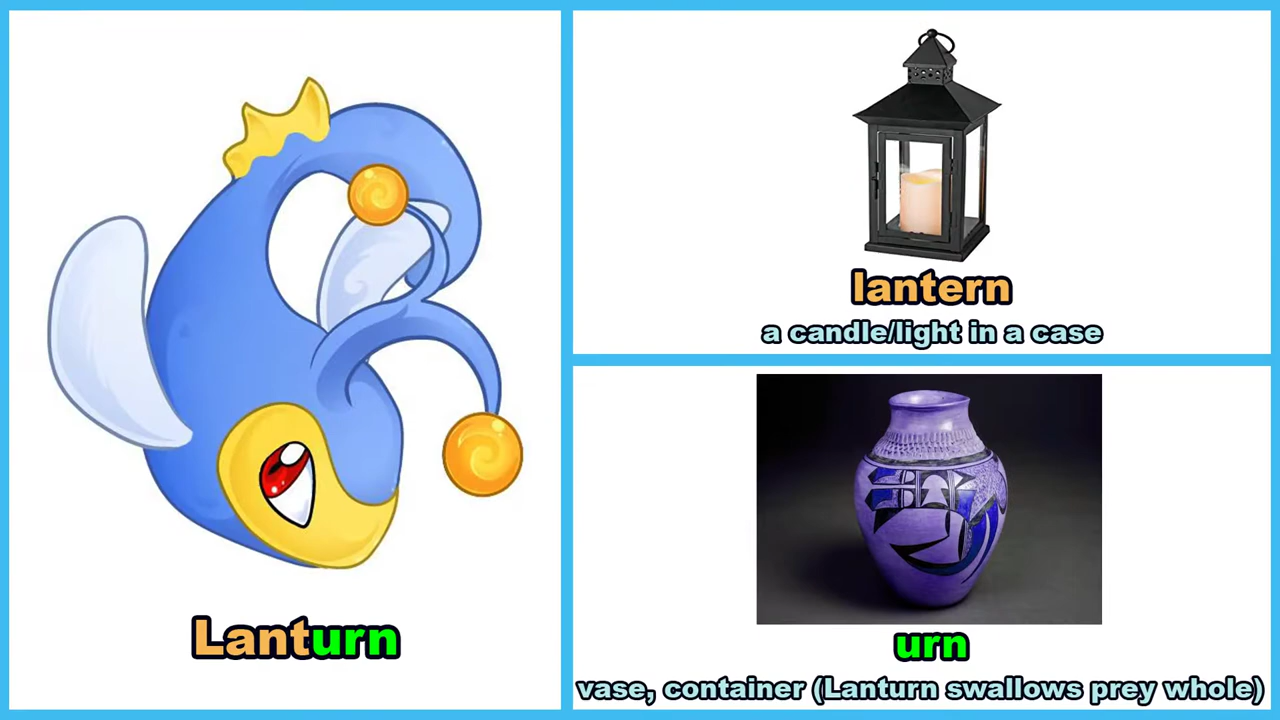 Lanturn
lantern
a candle/light in a case
urn
vase, container (Lanturn swallows prey whole)